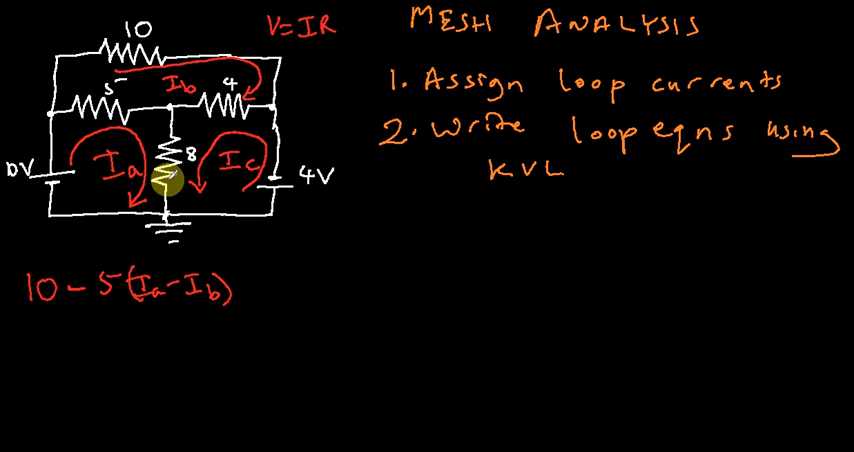 MESH ANALYSIS
1. Assign loop currents
2. Write loop eqns using
KVL
V=IR
10
5
Ib
4
Ia
8
Ic
10V
4V
10 - 5(Ia - Ib)